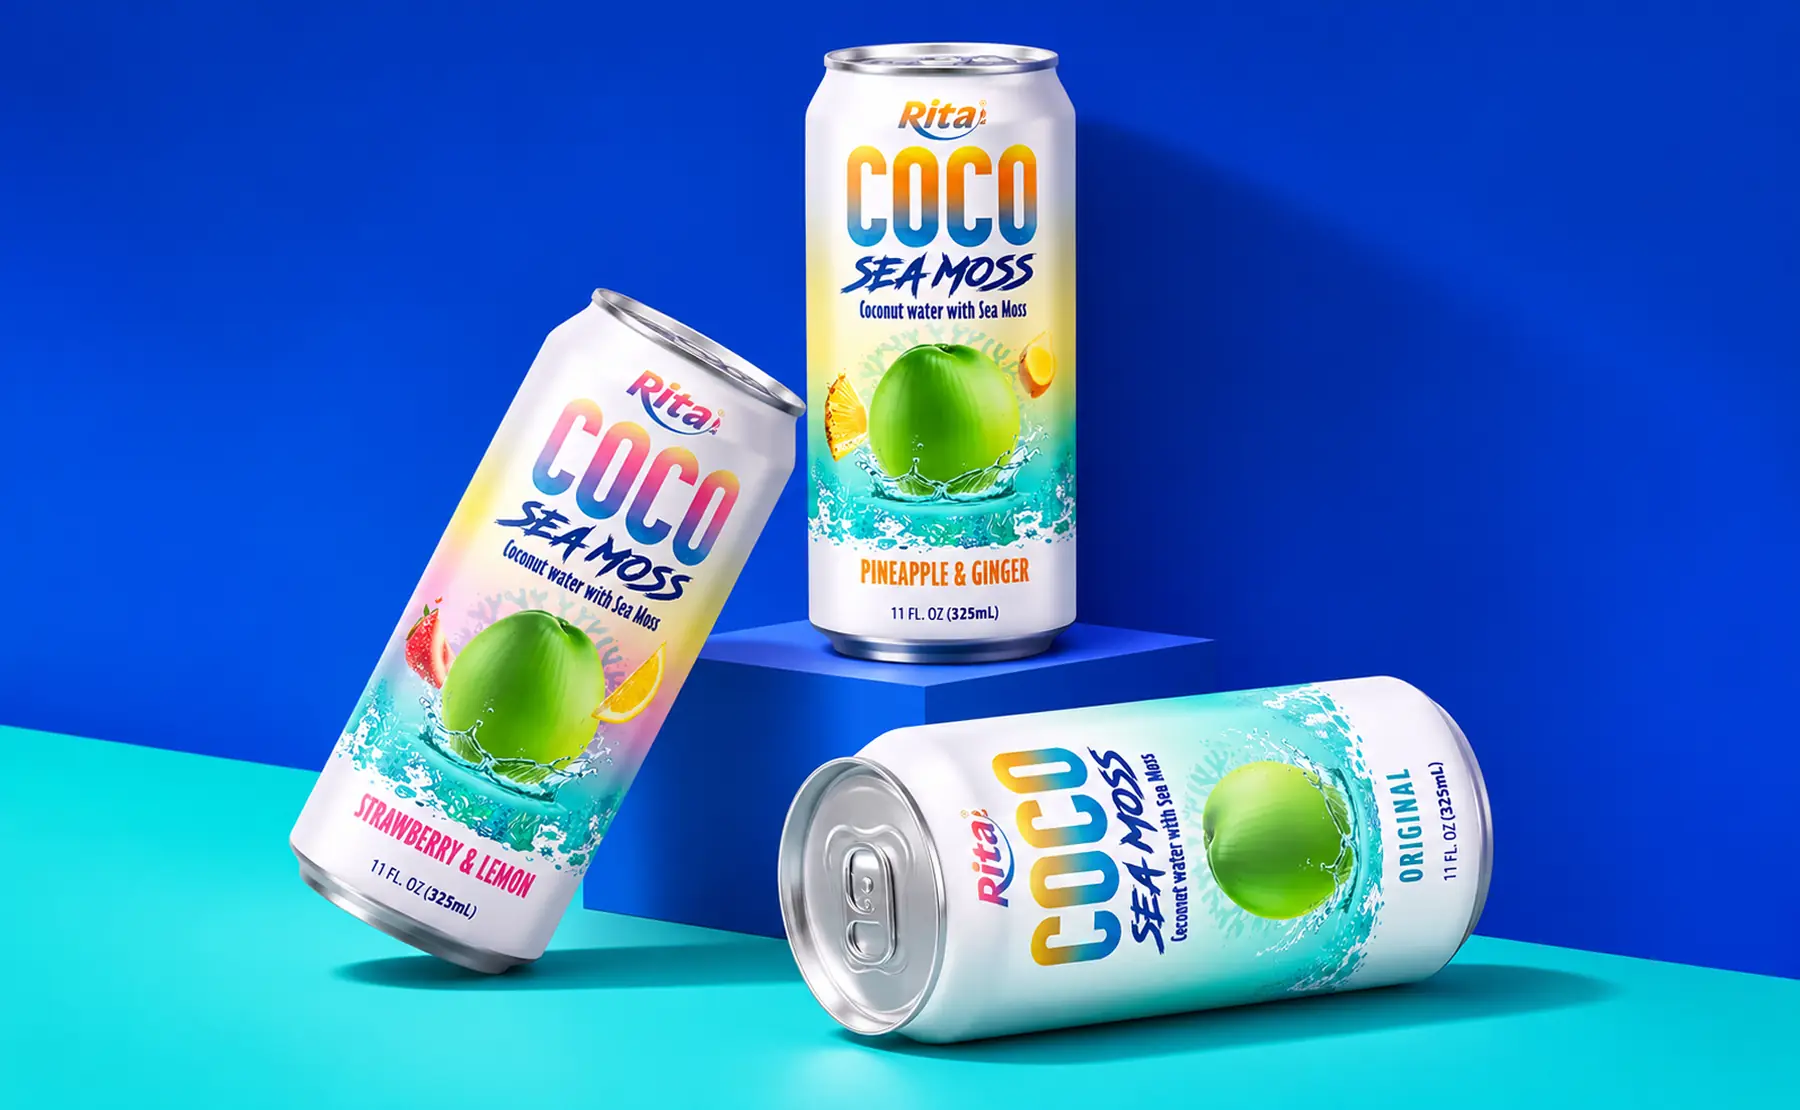 Rita
COCO
SEA MOSS
Coconut water with Sea Moss
PINEAPPLE & GINGER
11 FL. OZ (325mL)
Rita
COCO
SEA MOSS
Coconut water with Sea Moss
STRAWBERRY & LEMON
11 FL. OZ (325mL)
Rita
COCO
SEA MOSS
Cecomet water with Sea Moss
ORIGINAL
11 FL. OZ (325mL)